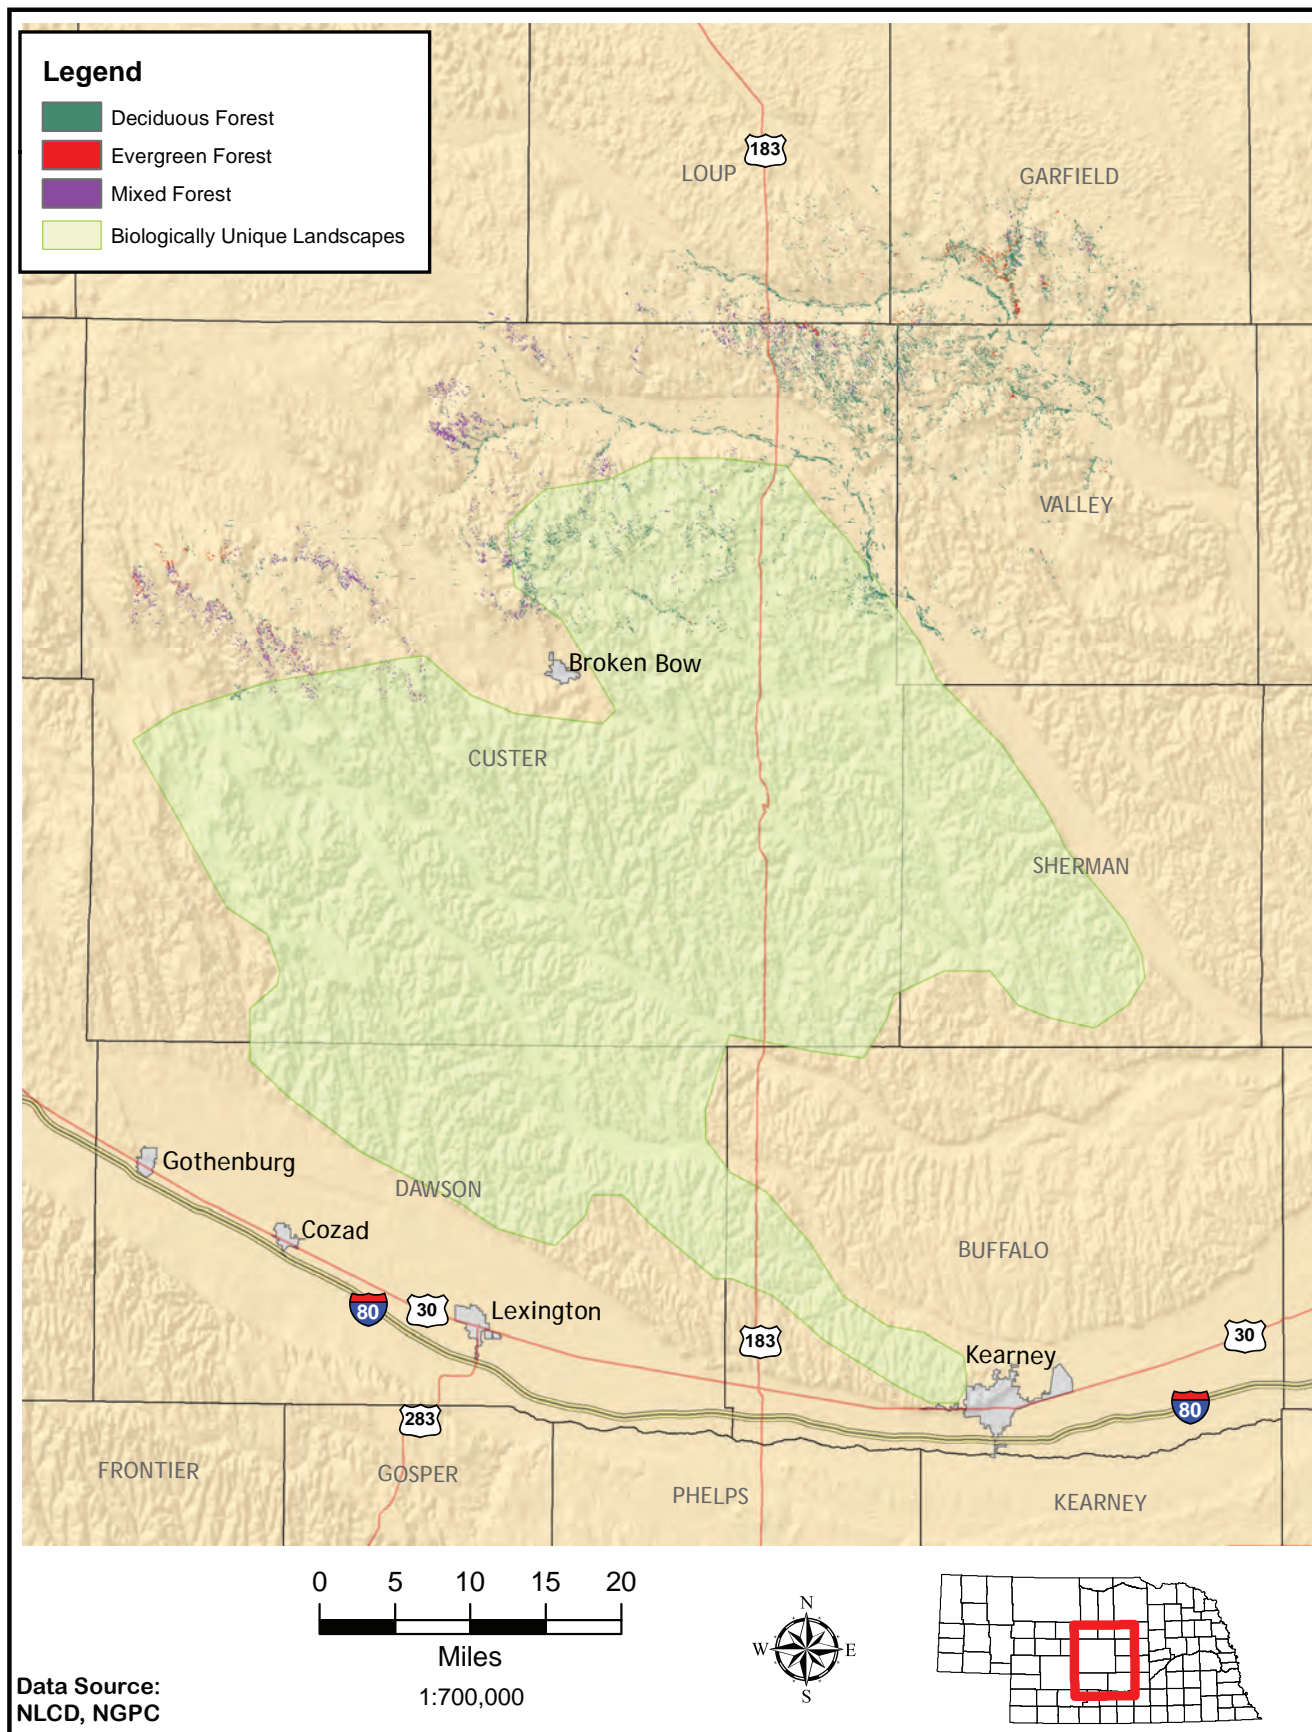 Legend
Deciduous Forest
Evergreen Forest
Mixed Forest
Biologically Unique Landscapes
183
LOUP
GARFIELD
VALLEY
Broken Bow
CUSTER
SHERMAN
Gothenburg
DAWSON
Cozad
BUFFALO
80
30
Lexington
183
30
Kearney
283
80
FRONTIER
GOSPER
PHELPS
KEARNEY
0 5 10 15 20
Miles
1:700,000
N
W E
S
Data Source:
NLCD, NGPC